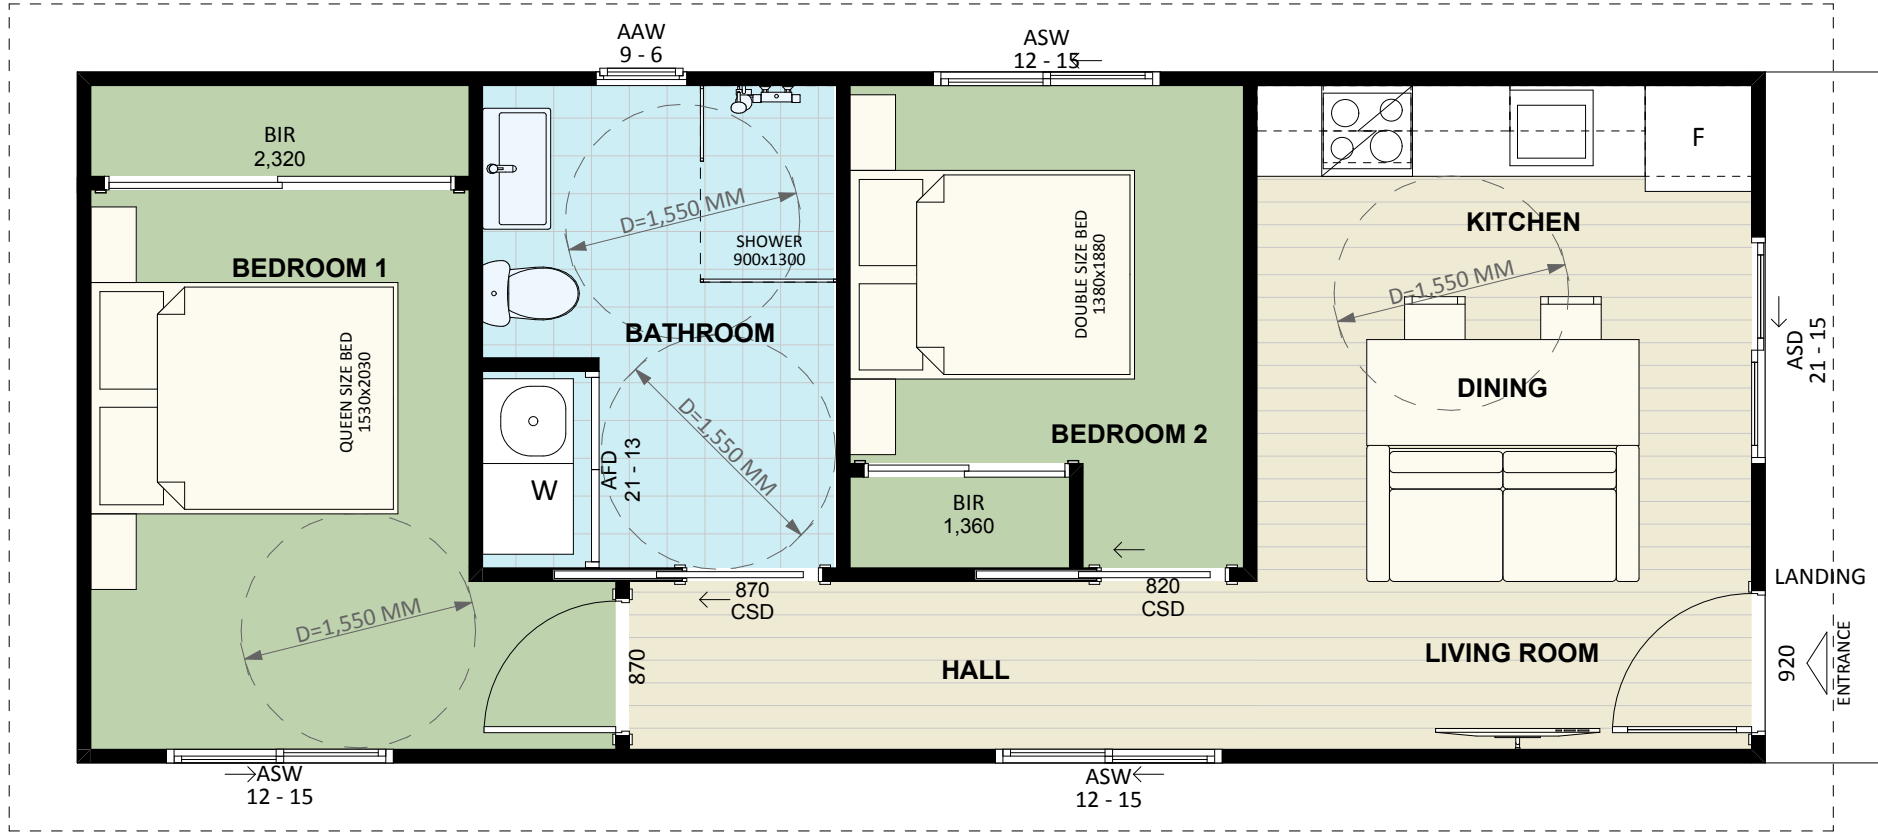 AAW
9 - 6
ASW
12 - 15
BIR
2,320
BEDROOM 1
QUEEN SIZE BED
1530x2030
D=1,550 MM
D=1,550 MM
SHOWER
900x1300
BATHROOM
D=1,550 MM
W
AFD
21 - 13
DOUBLE SIZE BED
1380x1880
BEDROOM 2
BIR
1,360
F
KITCHEN
D=1,550 MM
DINING
ASD
21 - 15
LANDING
870
CSD
820
CSD
870
HALL
LIVING ROOM
920
ENTRANCE
ASW
12 - 15
ASW
12 - 15